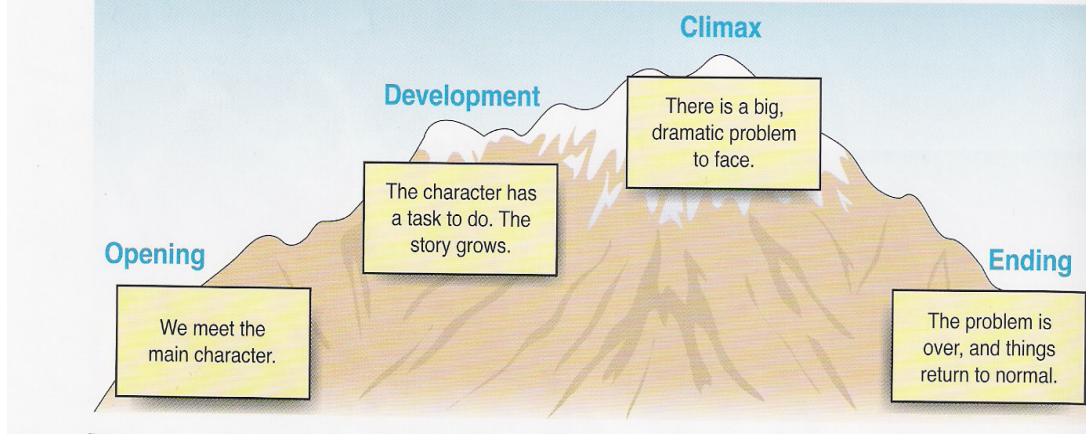 Opening
We meet the
main character.
Development
The character has
a task to do. The
story grows.
Climax
There is a big,
dramatic problem
to face.
Ending
The problem is
over, and things
return to normal.